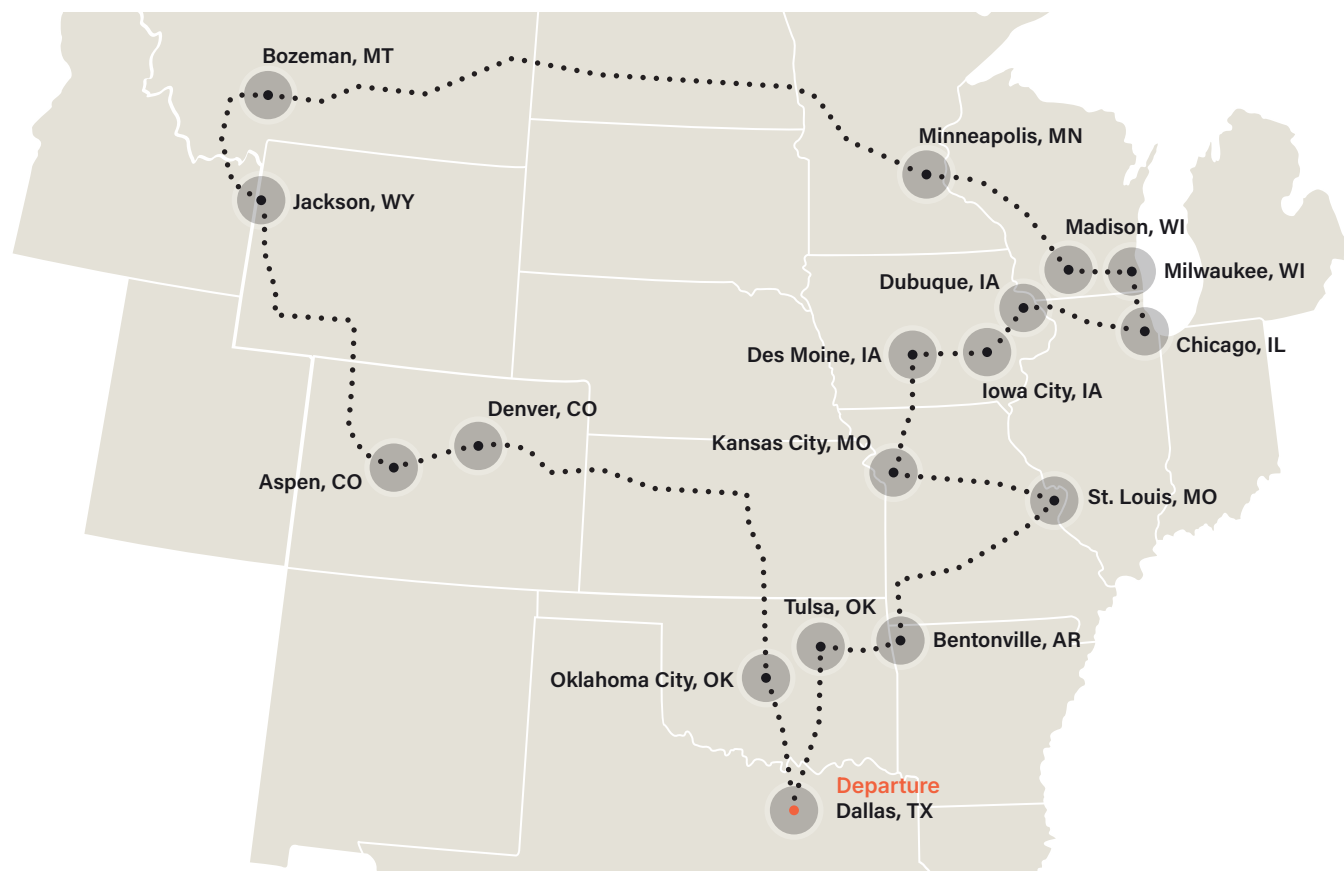 Bozeman, MT
Minneapolis, MN
Jackson, WY
Madison, WI
Milwaukee, WI
Dubuque, IA
Chicago, IL
Des Moine, IA
Iowa City, IA
Denver, CO
Kansas City, MO
Aspen, CO
St. Louis, MO
Tulsa, OK
Bentonville, AR
Oklahoma City, OK
Departure
Dallas, TX